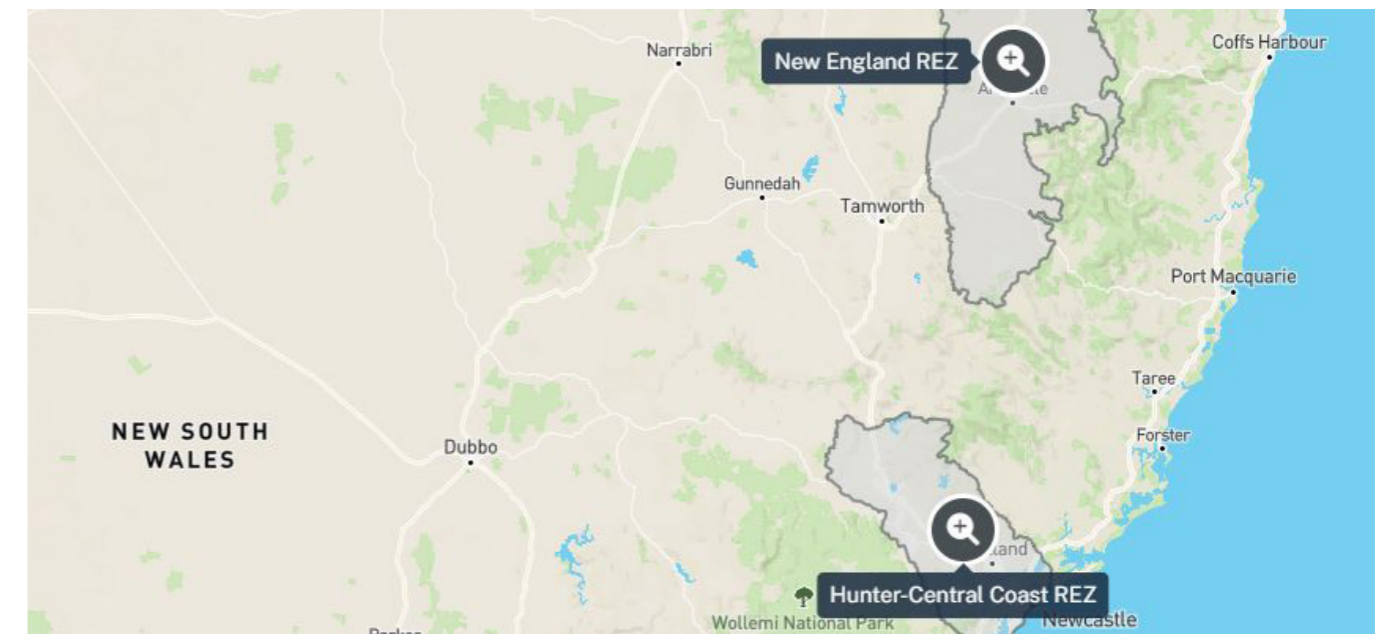 Narrabri
New England REZ
Coffs Harbour
Gunnedah
Tamworth
Port Macquarie
Taree
Forster
NEW SOUTH
WALES
Dubbo
Hunter-Central Coast REZ
Wollemi National Park
Newcastle